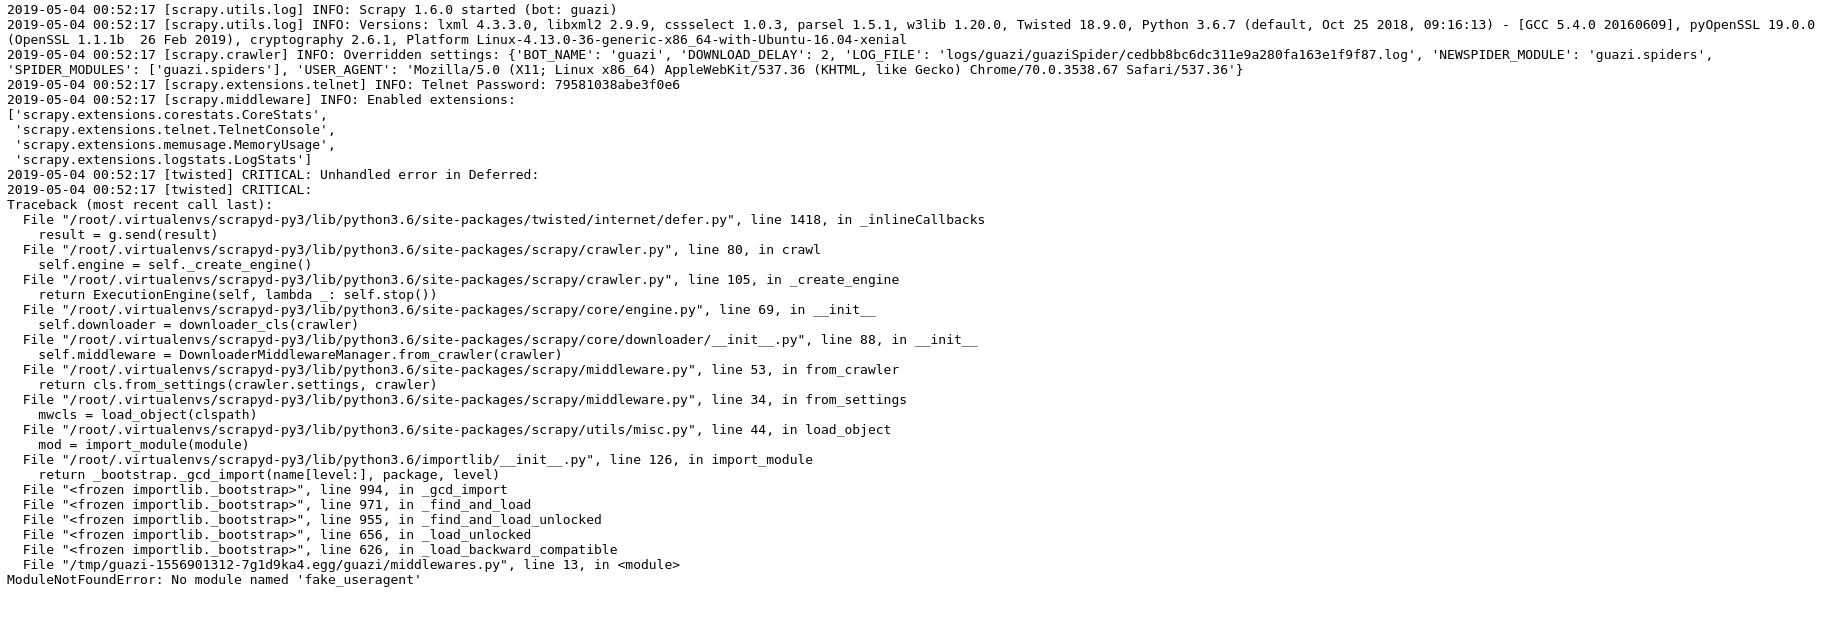 2019-05-04 00:52:17 [scrapy.utils.log] INFO: Scrapy 1.6.0 started (bot: guazi)
2019-05-04 00:52:17 [scrapy.utils.log] INFO: Versions: lxml 4.3.3.0, libxml2 2.9.9, cssselect 1.0.3, parsel 1.5.1, w3lib 1.20.0, Twisted 18.9.0, Python 3.6.7 (default, Oct 25 2018, 09:16:13) - [GCC 5.4.0 20160609], pyOpenSSL 19.0.0
(OpenSSL 1.1.1b  26 Feb 2019), cryptography 2.6.1, Platform Linux-4.13.0-36-generic-x86_64-with-Ubuntu-16.04-xenial
2019-05-04 00:52:17 [scrapy.crawler] INFO: Overridden settings: {'BOT_NAME': 'guazi', 'DOWNLOAD_DELAY': 2, 'LOG_FILE': 'logs/guazi/guaziSpider/cedbb8bc6dc311e9a280fa163e1f9f87.log', 'NEWSPIDER_MODULE': 'guazi.spiders',
'SPIDER_MODULES': ['guazi.spiders'], 'USER_AGENT': 'Mozilla/5.0 (X11; Linux x86_64) AppleWebKit/537.36 (KHTML, like Gecko) Chrome/70.0.3538.67 Safari/537.36'}
2019-05-04 00:52:17 [scrapy.extensions.telnet] INFO: Telnet Password: 79581038abe3f0e6
2019-05-04 00:52:17 [scrapy.middleware] INFO: Enabled extensions:
['scrapy.extensions.corestats.CoreStats',
 'scrapy.extensions.telnet.TelnetConsole',
 'scrapy.extensions.memusage.MemoryUsage',
 'scrapy.extensions.logstats.LogStats']
2019-05-04 00:52:17 [twisted] CRITICAL: Unhandled error in Deferred:
2019-05-04 00:52:17 [twisted] CRITICAL:
Traceback (most recent call last):
  File "/root/.virtualenvs/scrapyd-py3/lib/python3.6/site-packages/twisted/internet/defer.py", line 1418, in _inlineCallbacks
    result = g.send(result)
  File "/root/.virtualenvs/scrapyd-py3/lib/python3.6/site-packages/scrapy/crawler.py", line 80, in crawl
    self.engine = self._create_engine()
  File "/root/.virtualenvs/scrapyd-py3/lib/python3.6/site-packages/scrapy/crawler.py", line 105, in _create_engine
    return ExecutionEngine(self, lambda _: self.stop())
  File "/root/.virtualenvs/scrapyd-py3/lib/python3.6/site-packages/scrapy/core/engine.py", line 69, in __init__
    self.downloader = downloader_cls(crawler)
  File "/root/.virtualenvs/scrapyd-py3/lib/python3.6/site-packages/scrapy/core/downloader/__init__.py", line 88, in __init__
    self.middleware = DownloaderMiddlewareManager.from_crawler(crawler)
  File "/root/.virtualenvs/scrapyd-py3/lib/python3.6/site-packages/scrapy/middleware.py", line 53, in from_crawler
    return cls.from_settings(crawler.settings, crawler)
  File "/root/.virtualenvs/scrapyd-py3/lib/python3.6/site-packages/scrapy/middleware.py", line 34, in from_settings
    mwcls = load_object(clspath)
  File "/root/.virtualenvs/scrapyd-py3/lib/python3.6/site-packages/scrapy/utils/misc.py", line 44, in load_object
    mod = import_module(module)
  File "/root/.virtualenvs/scrapyd-py3/lib/python3.6/importlib/__init__.py", line 126, in import_module
    return _bootstrap._gcd_import(name[level:], package, level)
  File "<frozen importlib._bootstrap>", line 994, in _gcd_import
  File "<frozen importlib._bootstrap>", line 971, in _find_and_load
  File "<frozen importlib._bootstrap>", line 955, in _find_and_load_unlocked
  File "<frozen importlib._bootstrap>", line 656, in _load_unlocked
  File "<frozen importlib._bootstrap>", line 626, in _load_backward_compatible
  File "/tmp/guazi-1556901312-7g1d9ka4.egg/guazi/middlewares.py", line 13, in <module>
ModuleNotFoundError: No module named 'fake_useragent'